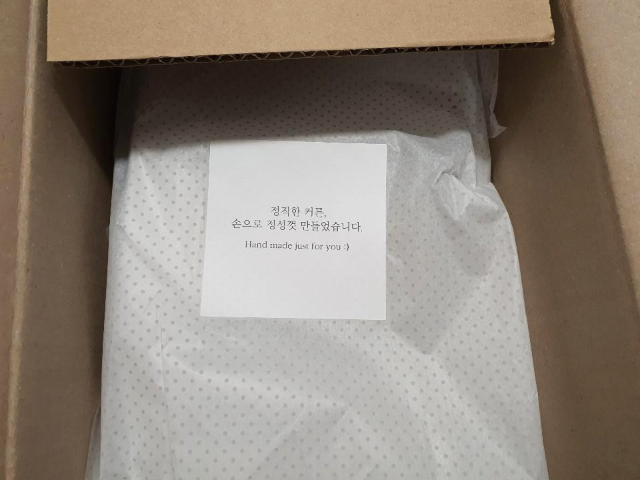 정직한 커튼,
손으로 정성껏 만들었습니다.
Hand made just for you :)